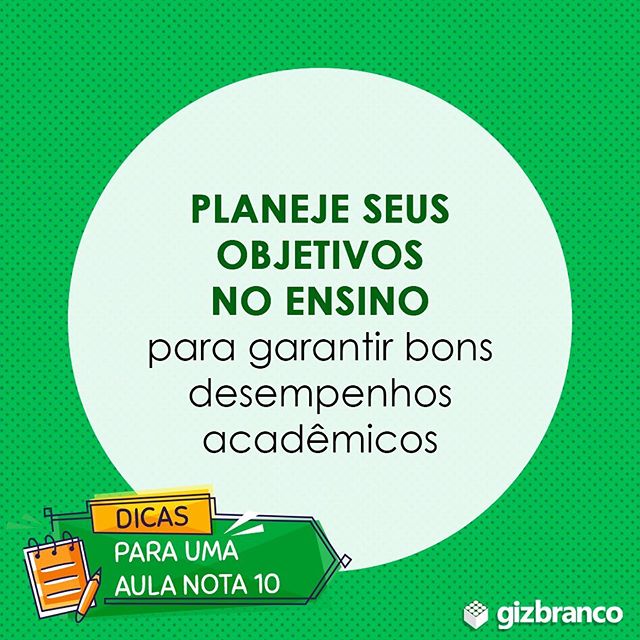 PLANEJE SEUS
OBJETIVOS
NO ENSINO
para garantir bons
desempenhos
acadêmicos
DICAS
PARA UMA
AULA NOTA 10
gizbranco